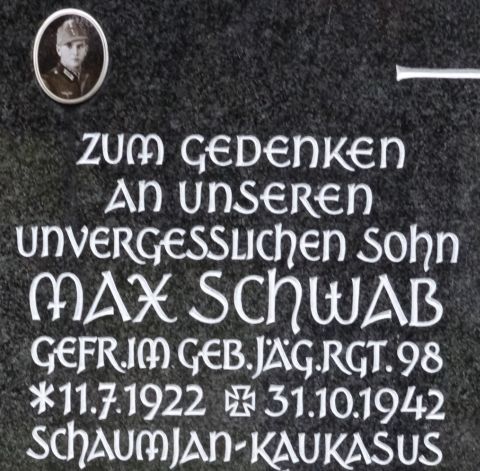 ZUM GEDENKEN
AN UNSEREN
UNVERGESSLICHEN SOHN
MAX SCHWAB
GEFR.IM GEB.JÄG.RGT.98
*11.7.1922 ✠ 31.10.1942
SCHAUMJAN-KAUKASUS